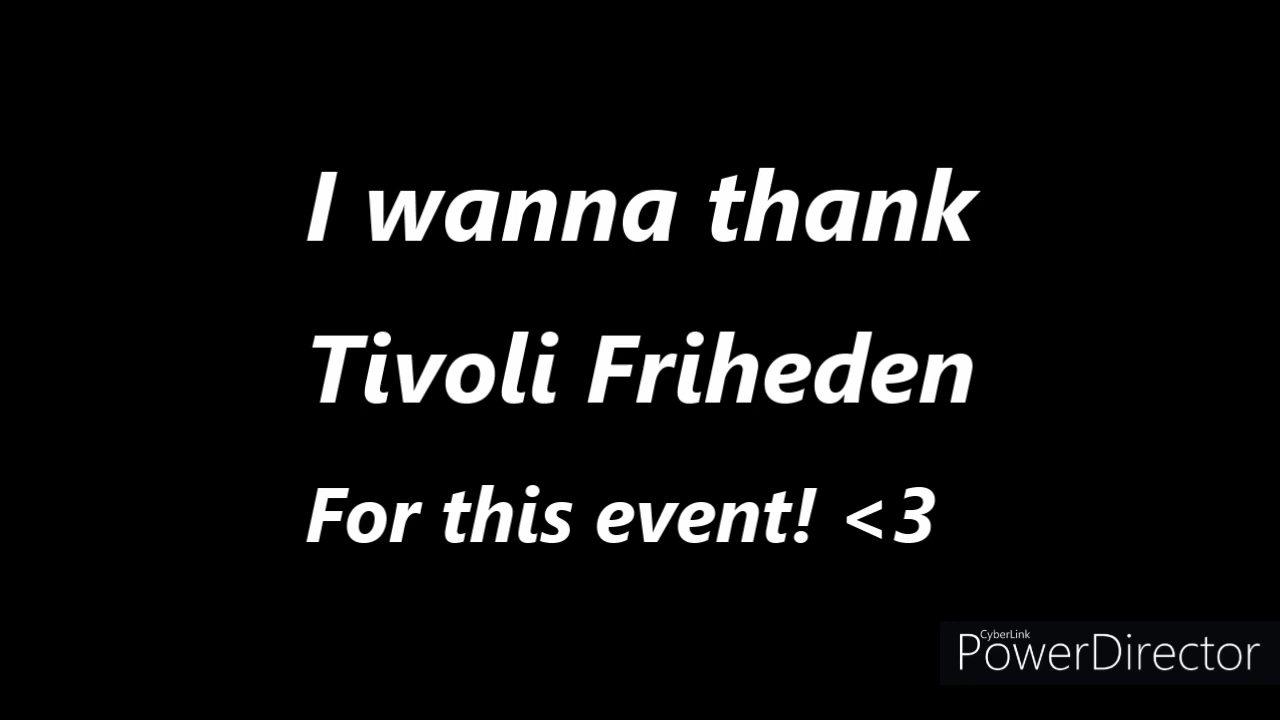 I wanna thank
Tivoli Friheden
For this event! <3
CyberLink
PowerDirector